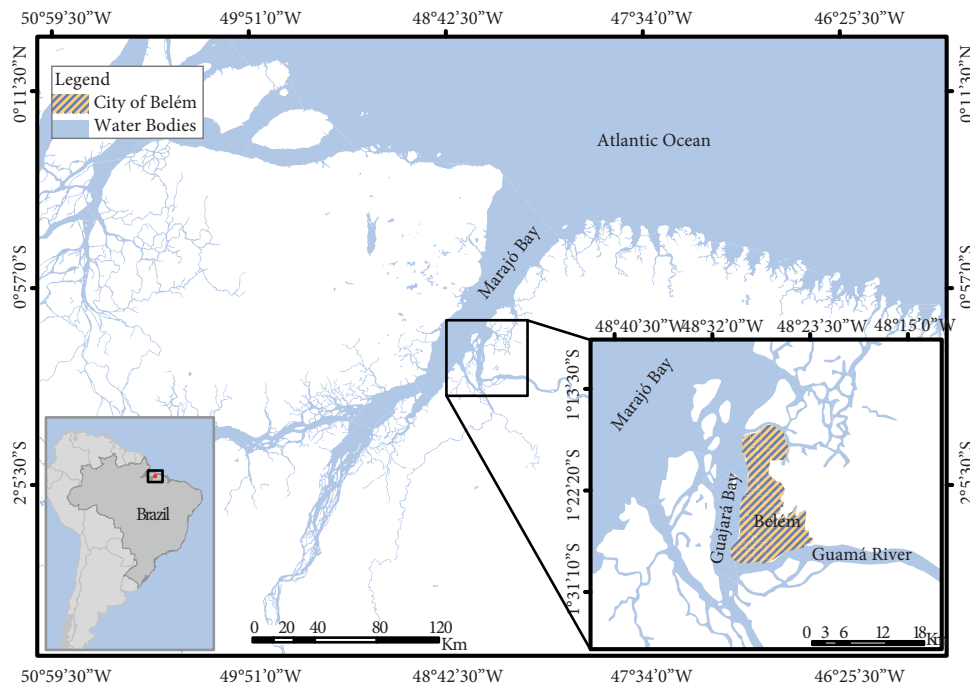 50°59'30"W 49°51'0"W 48°42'30"W 47°34'0"W 46°25'30"W
0°11'30"N
0°11'30"N
Legend
City of Belém
Water Bodies
Atlantic Ocean
Marajó Bay
0°57'0"S
0°57'0"S
48°40'30"W 48°32'0"W 48°23'30"W 48°15'0"W
1°13'30"S
Marajó Bay
2°5'30"S
2°5'30"S
1°22'20"S
Guajará Bay
Brazil
Belém
Guamá River
1°31'10"S
0 20 40 80 120
Km
0 3 6 12 18
Km
50°59'30"W 49°51'0"W 48°42'30"W 47°34'0"W 46°25'30"W